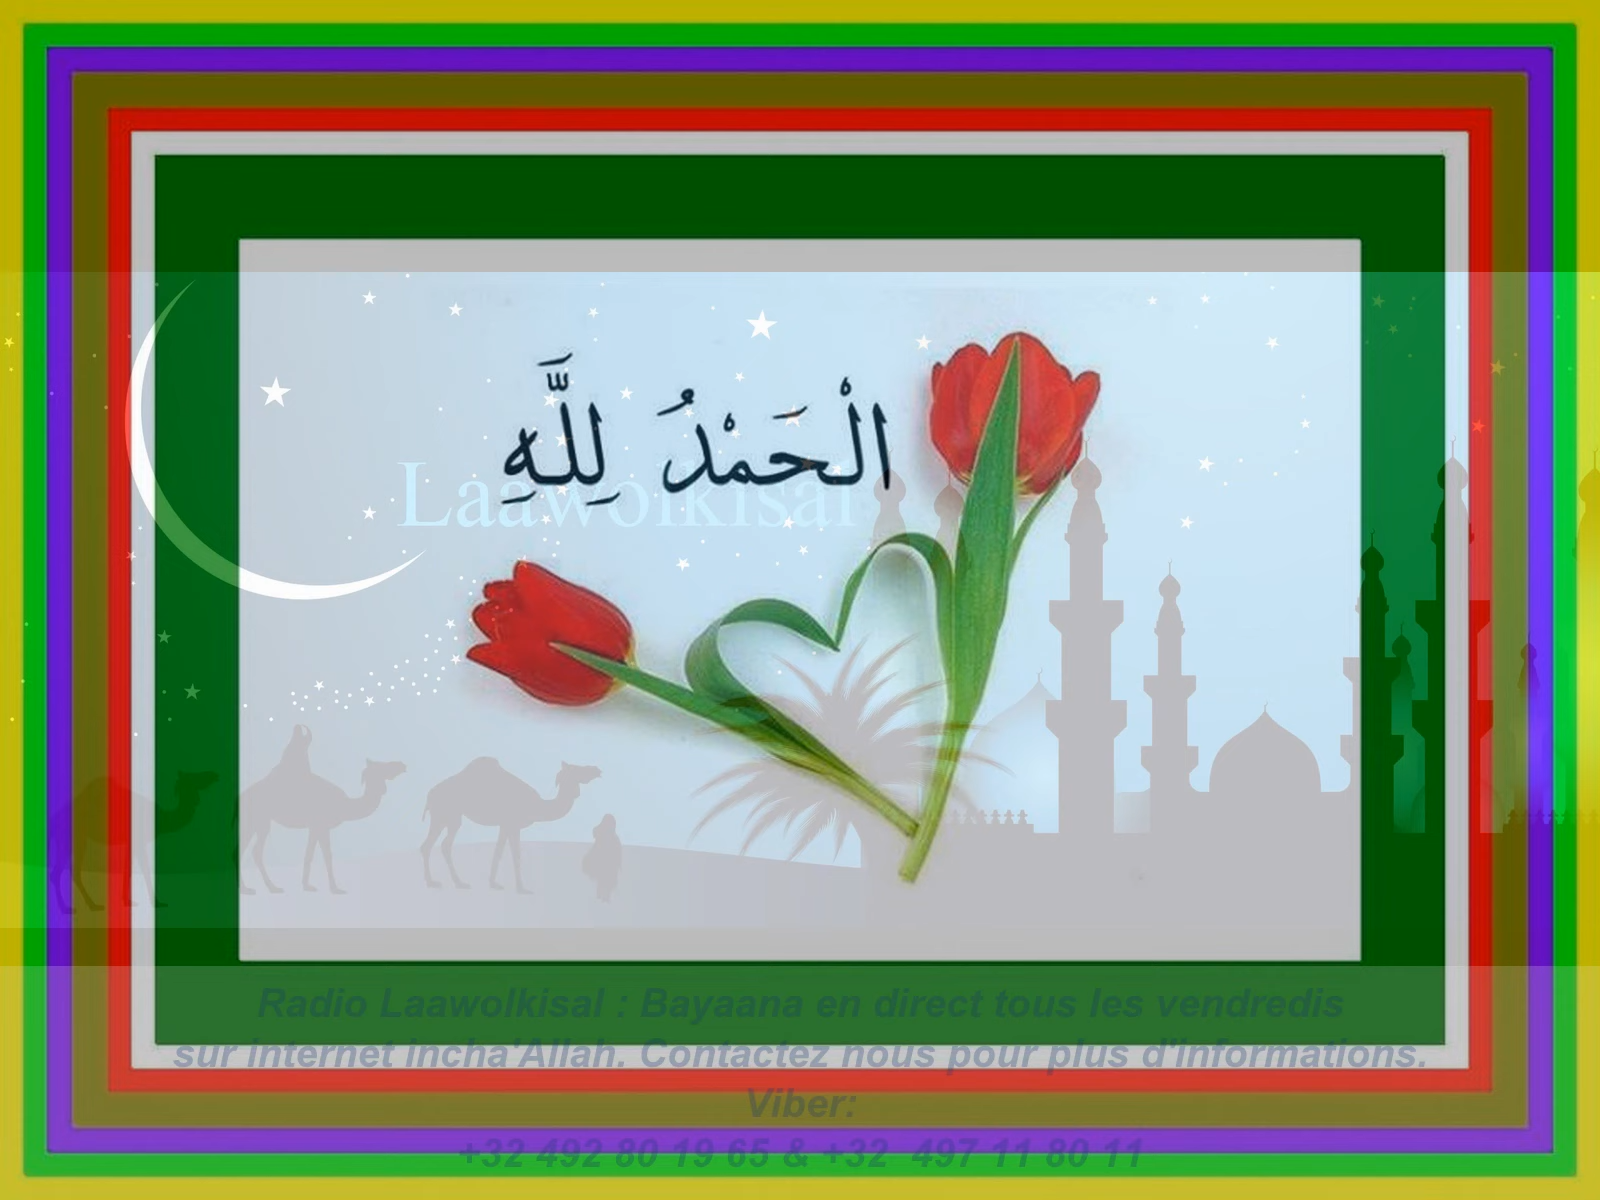 الْحَمْدُ لِلَّهِ
Laawolkisal
Radio Laawolkisal : Bayaana en direct tous les vendredis
sur internet incha'Allah. Contactez nous pour plus d'informations.
Viber:
+32 492 80 19 65 & +32 497 11 80 11